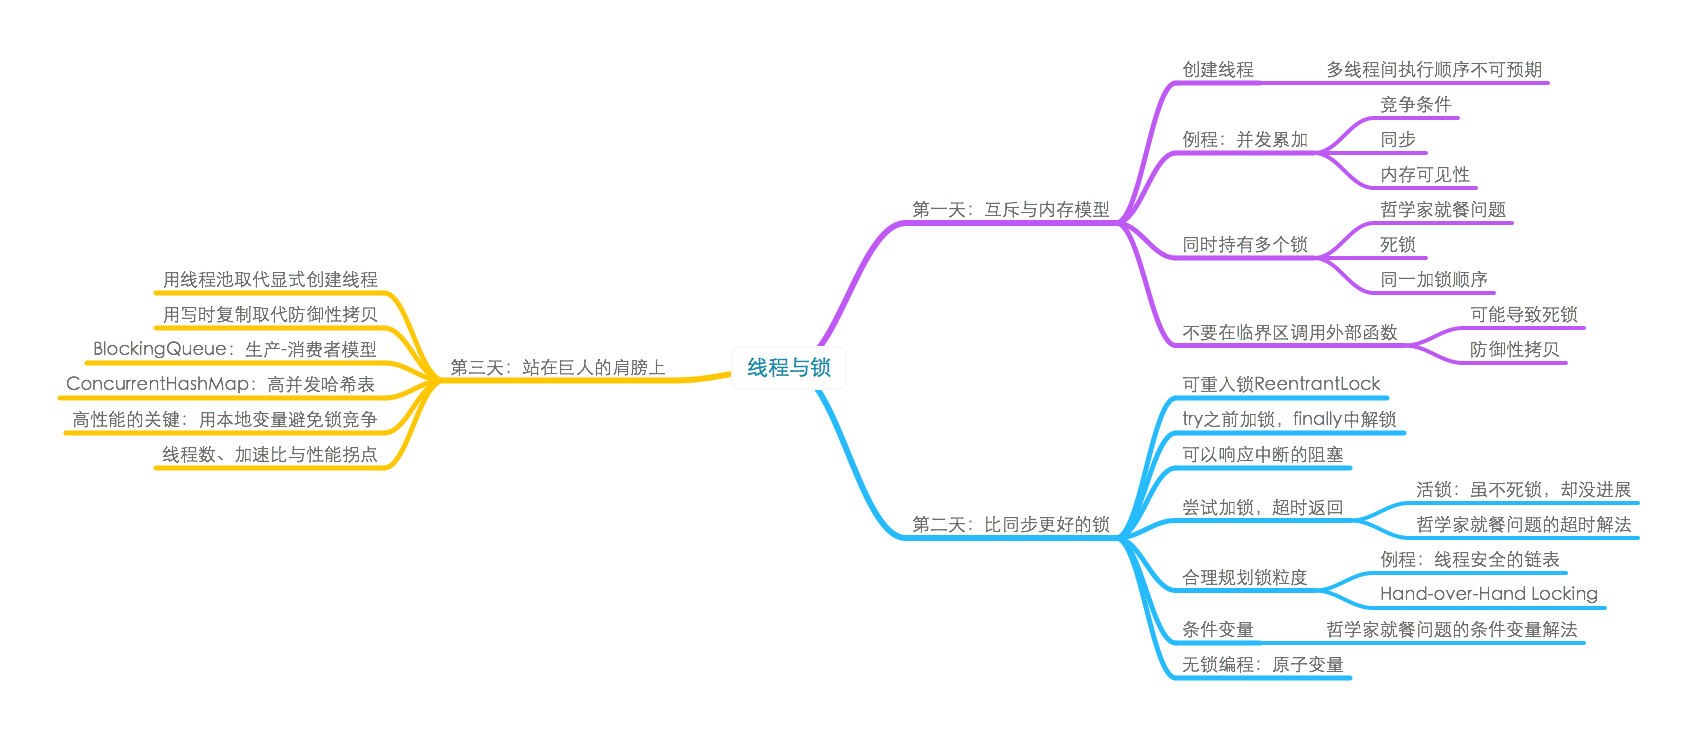 线程与锁
第一天：互斥与内存模型
创建线程
多线程间执行顺序不可预期
例程：并发累加
竞争条件
同步
内存可见性
同时持有多个锁
哲学家就餐问题
死锁
同一加锁顺序
不要在临界区调用外部函数
可能导致死锁
防御性拷贝
第二天：比同步更好的锁
可重入锁ReentrantLock
try之前加锁，finally中解锁
可以响应中断的阻塞
尝试加锁，超时返回
活锁：虽不死锁，却没进展
哲学家就餐问题的超时解法
合理规划锁粒度
例程：线程安全的链表
Hand-over-Hand Locking
条件变量
哲学家就餐问题的条件变量解法
无锁编程：原子变量
第三天：站在巨人的肩膀上
用线程池取代显式创建线程
用写时复制取代防御性拷贝
BlockingQueue：生产-消费者模型
ConcurrentHashMap：高并发哈希表
高性能的关键：用本地变量避免锁竞争
线程数、加速比与性能拐点